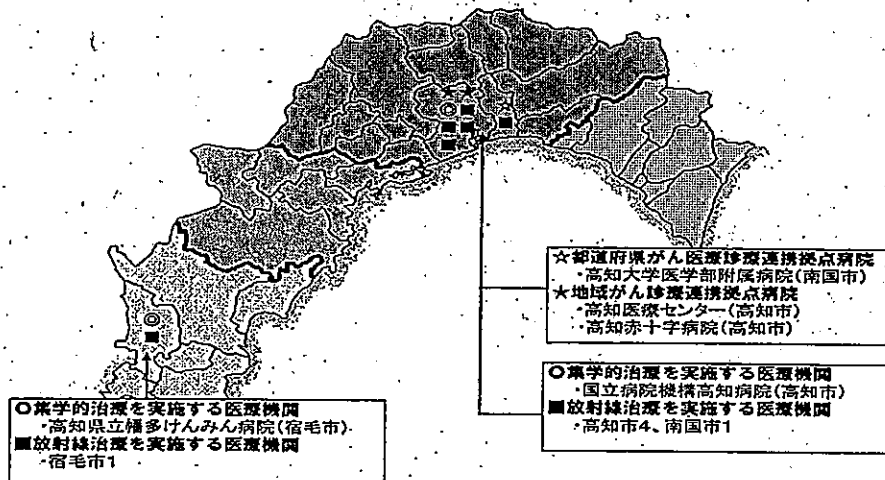 ☆都道府県がん医療診療連携拠点病院
・高知大学医学部附属病院(南国市)
★地域がん診療連携拠点病院
・高知医療センター(高知市)
・高知赤十字病院(高知市)
◎集学的治療を実施する医療機関
・国立病院機構高知病院(高知市)
■放射線治療を実施する医療機関
高知市4、南国市1
◎集学的治療を実施する医療機関
・高知県立幡多けんみん病院(宿毛市)
■放射線治療を実施する医療機関
・宿毛市1